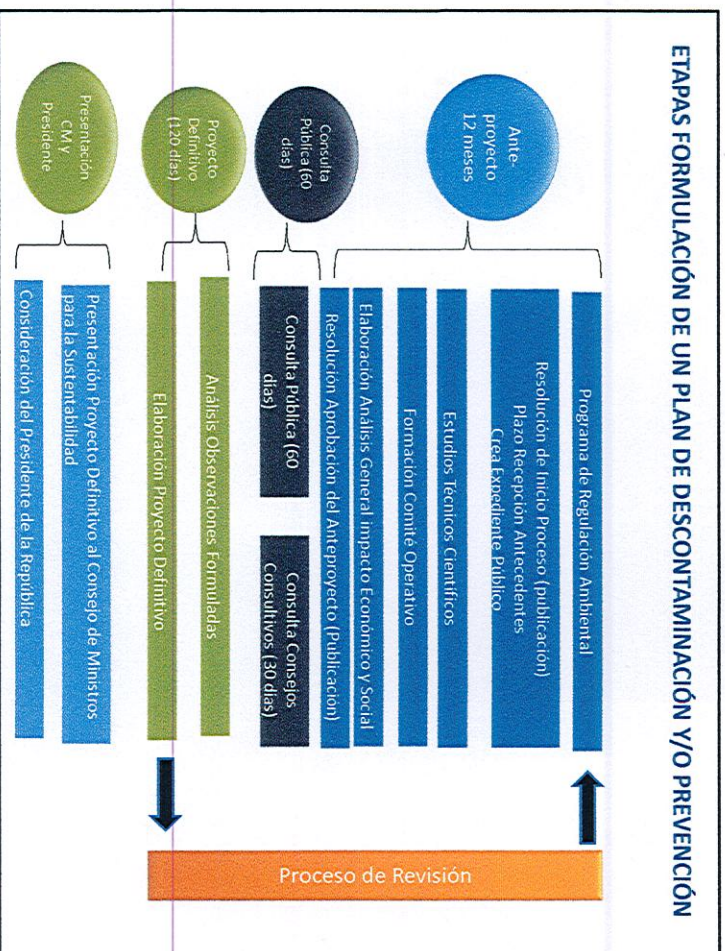 ETAPAS FORMULACIÓN DE UN PLAN DE DESCONTAMINACIÓN Y/O PREVENCIÓN
Ante-
proyecto
12 meses
Programa de Regulación Ambiental
Resolución de Inicio Proceso (publicación)
Plazo Recepción Antecedentes
Crea Expediente Público
Estudios Técnicos Científicos
Formación Comité Operativo
Elaboración Análisis General impacto Económico y Social
Resolución Aprobación del Anteproyecto (Publicación)
Consulta
Pública (60
días)
Consulta Pública (60
días)
Consulta Consejos
Consultivos (30 días)
Proyecto
Definitivo
(120 días)
Análisis Observaciones Formuladas
Elaboración Proyecto Definitivo
Presentación
C.M y
Presidente
Presentación Proyecto Definitivo al Consejo de Ministros
para la Sustentabilidad
Consideración del Presidente de la República
Proceso de Revisión